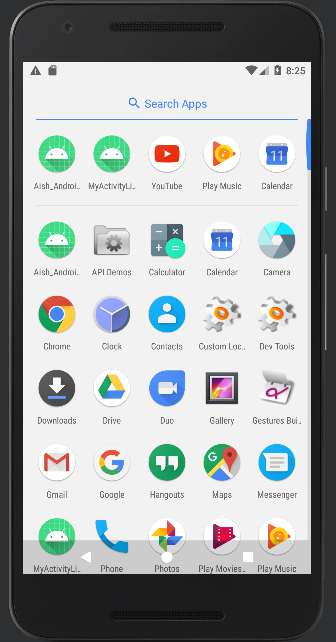 8:25
Search Apps
Aish_Androi.. MyActivityLi.. YouTube Play Music Calendar
11
Aish_Androi.. API Demos Calculator Calendar Camera
11
Chrome Clock Contacts Custom Loc.. Dev Tools
Downloads Drive Duo Gallery Gestures Bui..
Gmail Google Hangouts Maps Messenger
MyActivityLi.. Phone Photos Play Movies.. Play Music